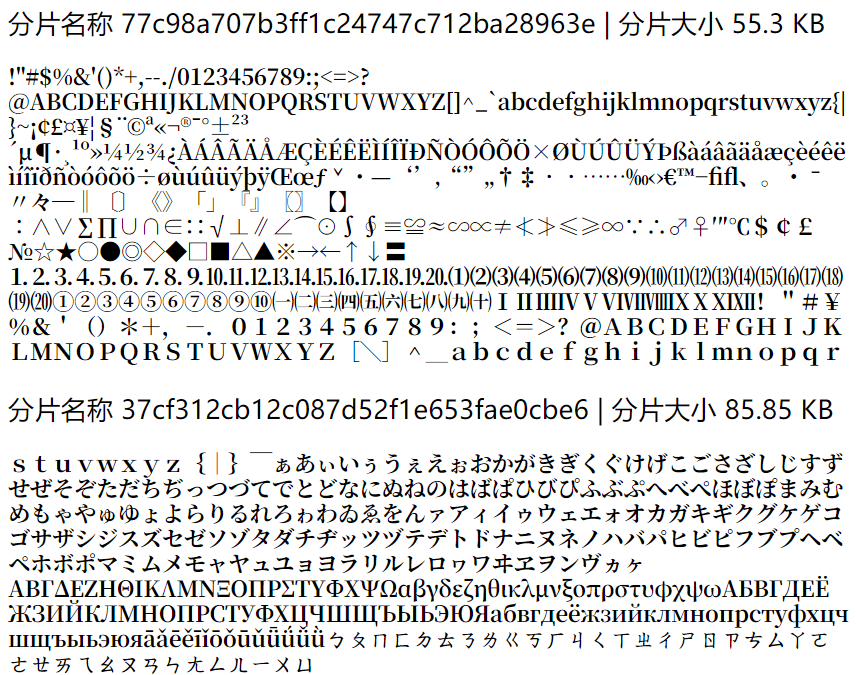 分片名称 77c98a707b3ff1c24747c712ba28963e | 分片大小 55.3 KB
!"#$%&'()*+,--./0123456789:;<=>?
@ABCDEFGHIJKLMNOPQRSTUVWXYZ[]^_`abcdefghijklmnopqrstuvwxyz{|
}~¡¢£¤¥¦§¨©ª«¬®¯°±²³
´µ¶·¸¹º»¼½¾¿ÀÁÂÃÄÅÆÇÈÉÊËÌÍÎÏÐÑÒÓÔÕÖ×ØÙÚÛÜÝÞßàáâãäåæçèéêë
ìíîïðñòóôõö÷øùúûüýþÿŒœƒˇ·—‘’‚“”„†‡··……‰‹›€™−fifl、。·¯
〃々—‖〔〕《》「」『』〖〗【】
∶∧∨∑∏∪∩∈∷√⊥∥∠⌒⊙∫∮≡≌≈∽∝≠≮≯≤≥∞∵∴♂♀′″℃$¢£
№☆★○●◎◇◆□■△▲※→←↑↓〓
⒈⒉⒊⒋⒌⒍⒎⒏⒐⒑⒒⒓⒔⒕⒖⒗⒘⒙⒚⒛⑴⑵⑶⑷⑸⑹⑺⑻⑼⑽⑾⑿⒀⒁⒂⒃⒄⒅
⒆⒇①②③④⑤⑥⑦⑧⑨⑩㈠㈡㈢㈣㈤㈥㈦㈧㈨㈩ⅠⅡⅢⅣⅤⅥⅦⅧⅨⅩⅪⅫ!"#¥
%&'()*+,-.0123456789:;<=>?@ABCDEFGHIJK
LMNOPQRSTUVWXYZ[\]^_abcdefghijklmnopqr
分片名称 37cf312cb12c087d52f1e653fae0cbe6 | 分片大小 85.85 KB
stuvwxyz{|} ̄ぁあぃいぅうぇえぉおかがきぎくぐけげこごさざしじすず
せぜそぞただちぢっつづてでとどなにぬねのはばぱひびぴふぶぷへべぺほぼぽまみむ
めもゃやゅゆょよらりるれろゎわゐゑをんァアィイゥウェエォオカガキギクグケゲコ
ゴサザシジスズセゼソゾタダチヂッツヅテデトドナニヌネノハバパヒビピフブプヘベ
ペホボポマミムメモャヤュユョヨラリルレロヮワヰヱヲンヴヵヶ
ΑΒΓΔΕΖΗΘΙΚΛΜΝΞΟΠΡΣΤΥΦΧΨΩαβγδεζηθικλμνξοπρστυφχψωАБВГДЕЁ
ЖЗИЙКЛМНОПРСТУФХЦЧШЩЪЫЬЭЮЯабвгдеёжзийклмнопрстуфхцч
шщъыьэюяāǎēěīǐōǒūǔǖǘǚǜㄅㄆㄇㄈㄉㄊㄋㄌㄍㄎㄏㄐㄑㄒㄓㄔㄕㄖㄗㄘㄙㄚㄛ
ㄜㄝㄞㄟㄠㄡㄢㄣㄤㄥㄦㄧㄨㄩ